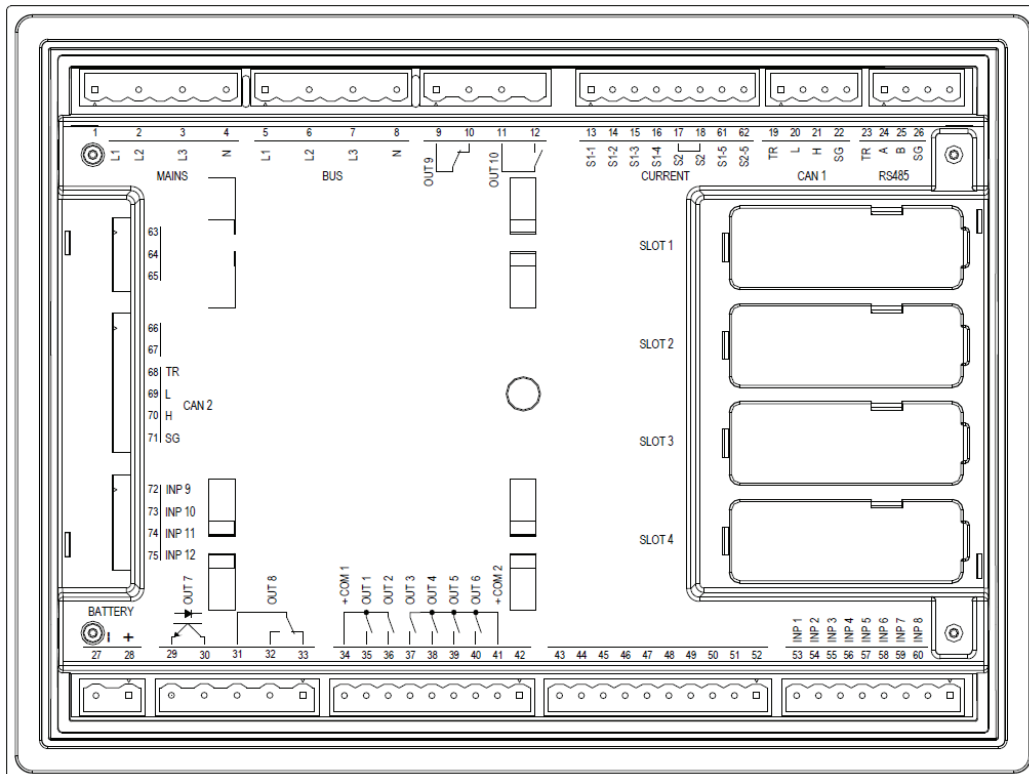 1 2 3 4 5 6 7 8 9 10 11 12 13 14 15 16 17 18 61 62 19 20 21 22 23 24 25 26
L1 L2 L3 N L1 L2 L3 N OUT 9 OUT 10 S1-1 S1-2 S1-3 S1-4 S2 S2 S1-5 S2-5 TR L H SG TR A B SG
MAINS BUS CURRENT CAN 1 RS485
63
64
65
SLOT 1
66
67
68 TR
69 L
70 H
71 SG
CAN 2
SLOT 2
SLOT 3
72 INP 9
73 INP 10
74 INP 11
75 INP 12
SLOT 4
BATTERY
- +
OUT 7 OUT 8 +COM 1 OUT 1 OUT 2 OUT 3 OUT 4 OUT 5 OUT 6 +COM 2 INP 1 INP 2 INP 3 INP 4 INP 5 INP 6 INP 7 INP 8
27 28 29 30 31 32 33 34 35 36 37 38 39 40 41 42 43 44 45 46 47 48 49 50 51 52 53 54 55 56 57 58 59 60